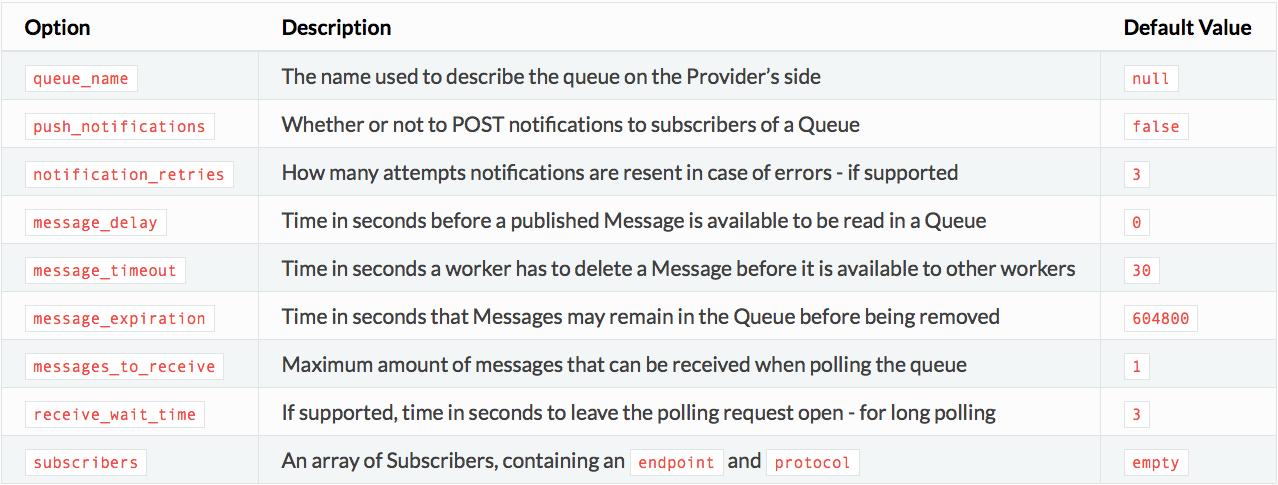 Option Description Default Value
queue_name The name used to describe the queue on the Provider’s side null
push_notifications Whether or not to POST notifications to subscribers of a Queue false
notification_retries How many attempts notifications are resent in case of errors - if supported 3
message_delay Time in seconds before a published Message is available to be read in a Queue 0
message_timeout Time in seconds a worker has to delete a Message before it is available to other workers 30
message_expiration Time in seconds that Messages may remain in the Queue before being removed 604800
messages_to_receive Maximum amount of messages that can be received when polling the queue 1
receive_wait_time If supported, time in seconds to leave the polling request open - for long polling 3
subscribers An array of Subscribers, containing an endpoint and protocol empty